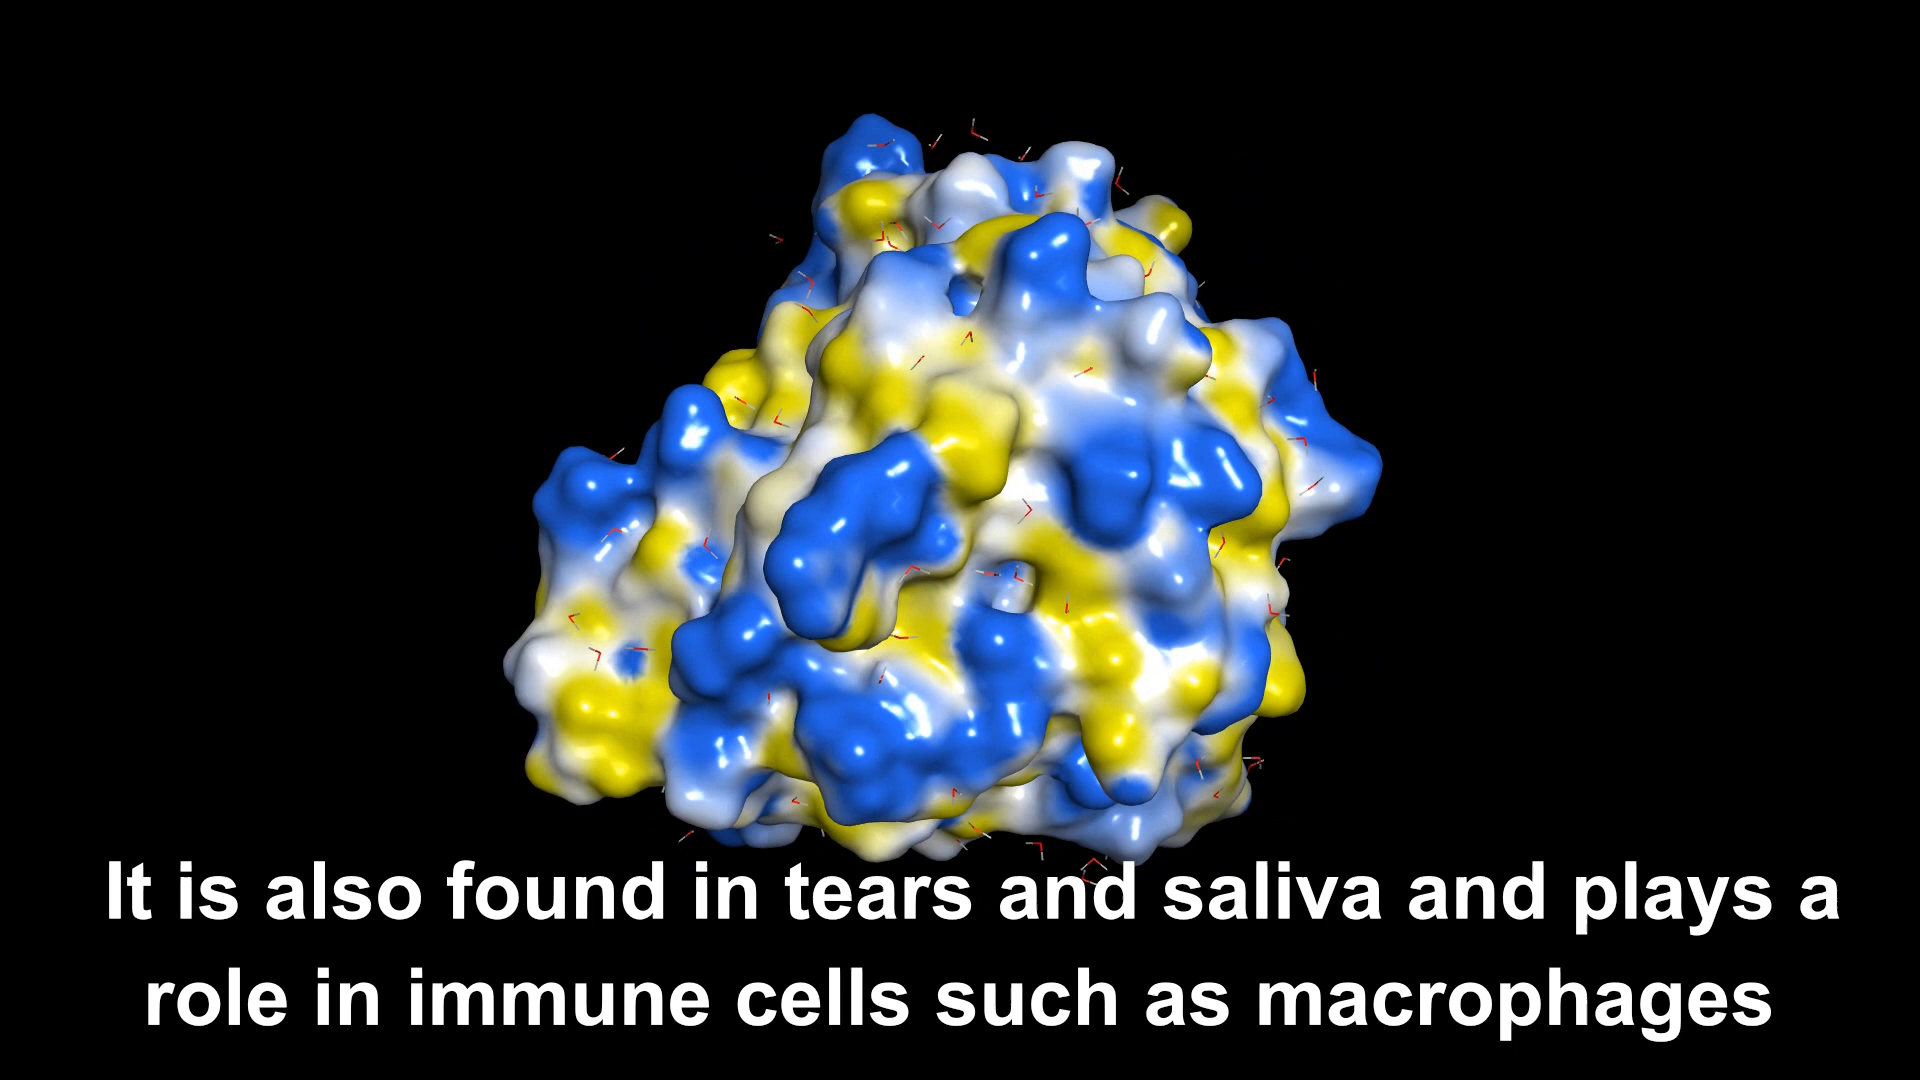 It is also found in tears and saliva and plays a
role in immune cells such as macrophages